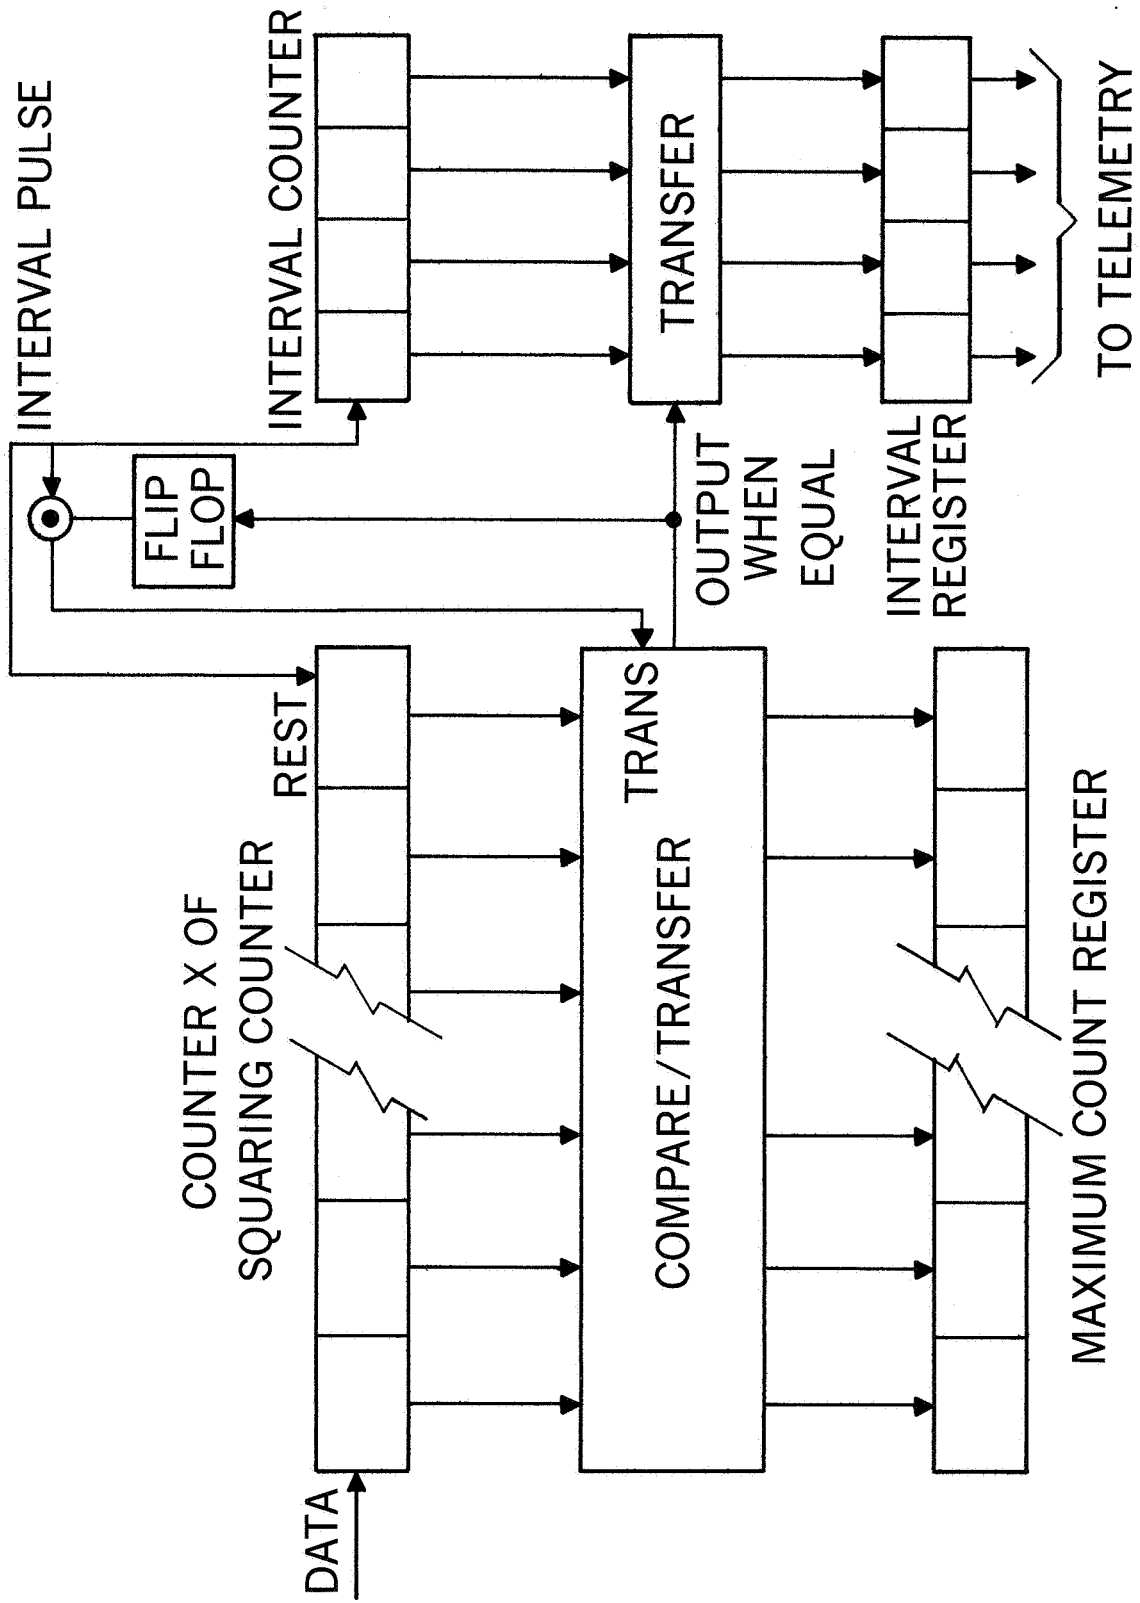 INTERVAL PULSE
COUNTER X OF
SQUARING COUNTER
REST
INTERVAL COUNTER
DATA
FLIP
FLOP
TRANS
COMPARE/TRANSFER
TRANSFER
OUTPUT
WHEN
EQUAL
INTERVAL
REGISTER
MAXIMUM COUNT REGISTER
TO TELEMETRY